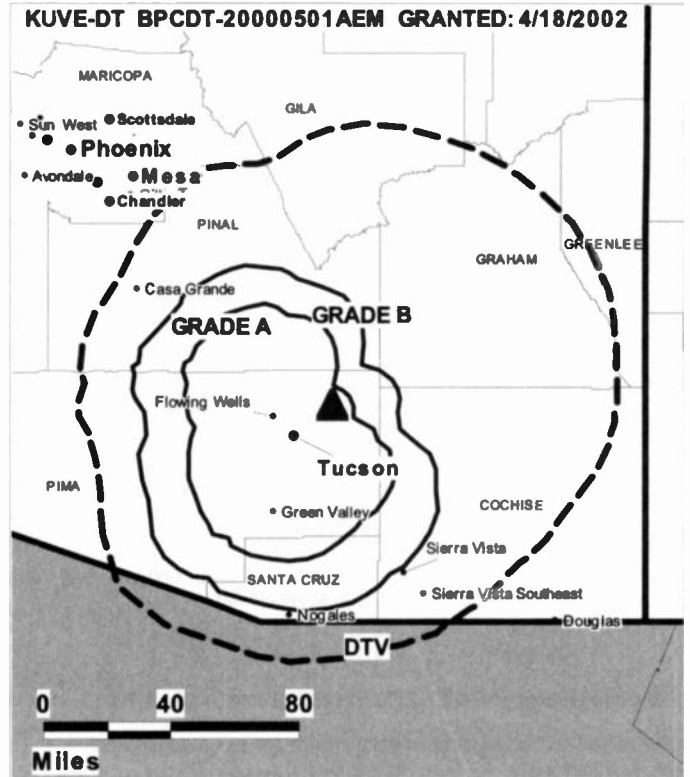 KUVE-DT BPCDT-20000501AEM GRANTED: 4/18/2002
MARICOPA
GILA
Sun West
Scottsdale
Phoenix
Avondale
Mesa
Chandler
PINAL
GREENLEE
GRAHAM
Casa Grande
GRADE A
GRADE B
Flowing Wells
Tucson
PIMA
Green Valley
COCHISE
Sierra Vista
SANTA CRUZ
Sierra Vista Southeast
Nogales
Douglas
DTV
0 40 80
Miles